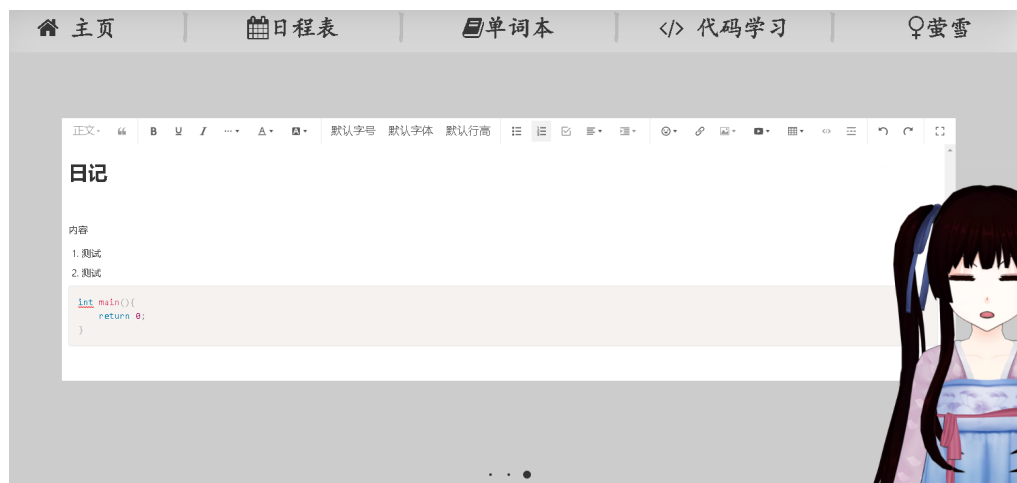 主页 日程表 单词本 </> 代码学习 萤雪
正文 B U I ··· A A 默认字号 默认字体 默认行高
日记
内容
1. 测试
2. 测试
int main(){
    return 0;
}